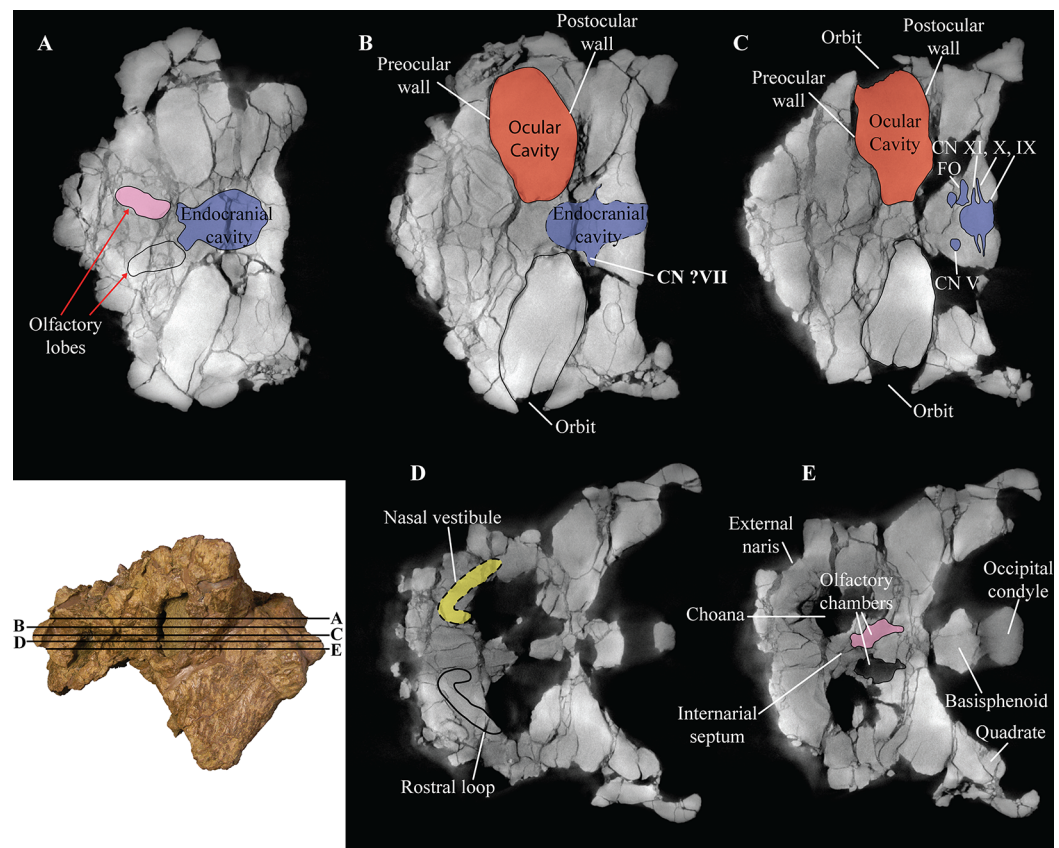 A
Endocranial
cavity
Olfactory
lobes
B
Postocular
wall
Preocular
wall
Ocular
Cavity
Endocranial
cavity
CN ?VII
Orbit
C
Orbit
Postocular
wall
Preocular
wall
Ocular
Cavity
CN XI, X, IX
FO
CN V
Orbit
B
D
A
C
E
D
Nasal vestibule
Rostral loop
E
External
naris
Olfactory
chambers
Occipital
condyle
Choana
Internarial
septum
Basisphenoid
Quadrate